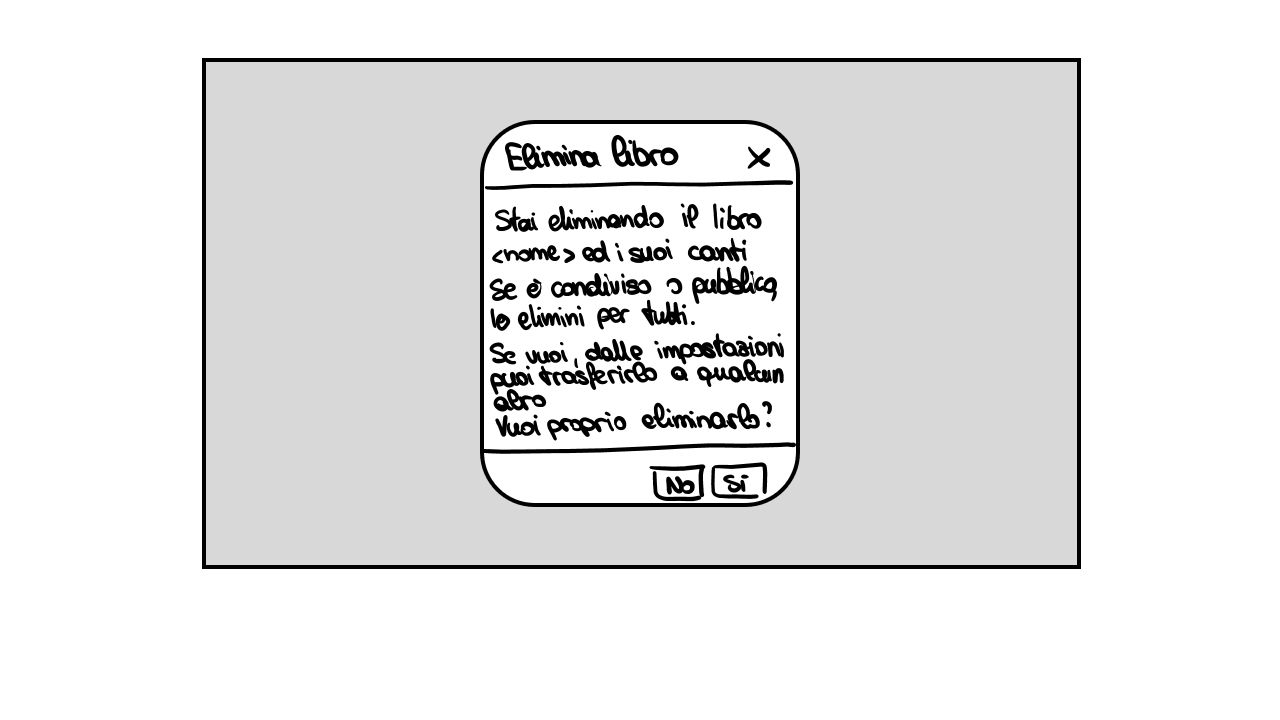 Elimina libro X
Stai eliminando il libro
<nome> ed i suoi canti
Se è condiviso o pubblico,
lo elimini per tutti.
Se vuoi, dalle impostazioni
puoi trasferirlo a qualcun
altro
Vuoi proprio eliminarlo?
No Si